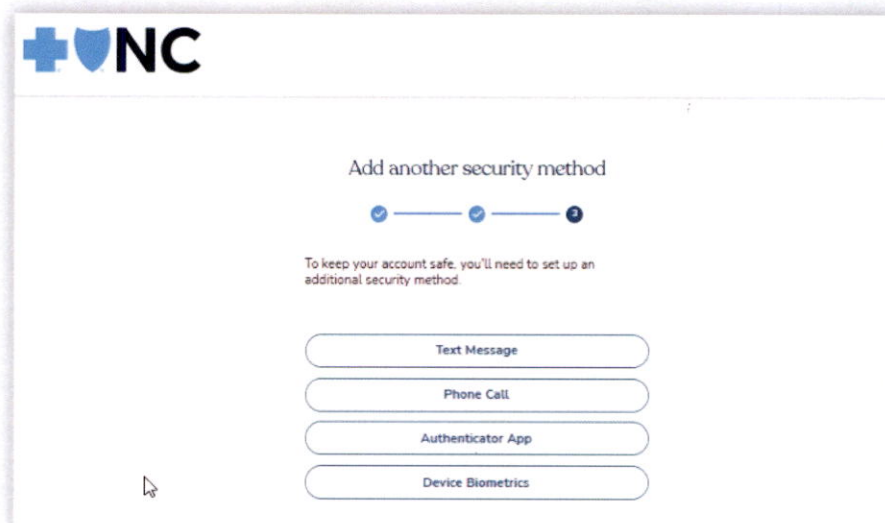 NC
Add another security method
3
To keep your account safe, you'll need to set up an
additional security method.
Text Message
Phone Call
Authenticator App
Device Biometrics